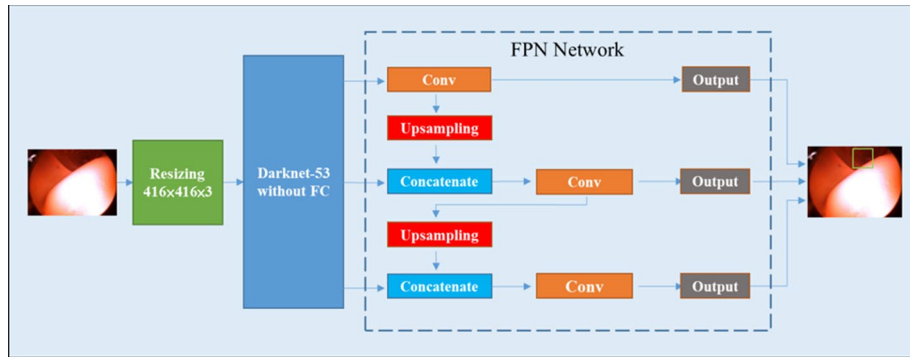 FPN Network
Conv
Output
Upsampling
Resizing
416x416x3
Darknet-53
without FC
Concatenate
Conv
Output
Upsampling
Concatenate
Conv
Output